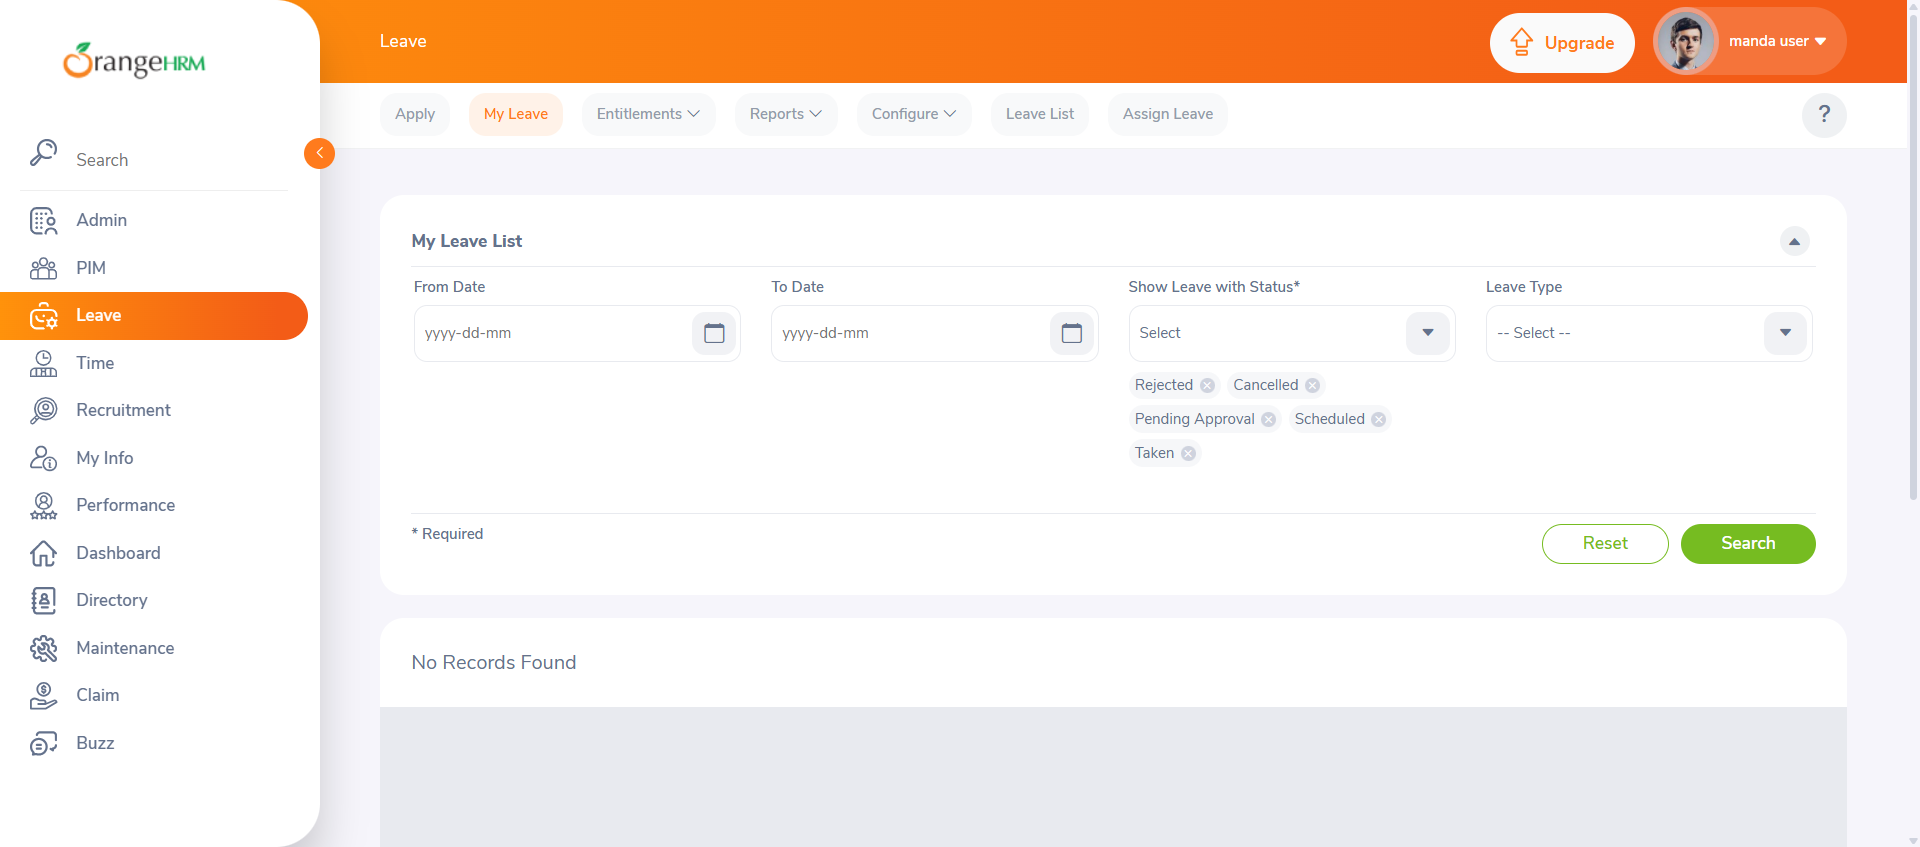 OrangeHRM
Leave
Upgrade
manda user
Apply
My Leave
Entitlements
Reports
Configure
Leave List
Assign Leave
?
Search
Admin
PIM
Leave
Time
Recruitment
My Info
Performance
Dashboard
Directory
Maintenance
Claim
Buzz
My Leave List
From Date
To Date
Show Leave with Status*
Leave Type
yyyy-dd-mm
yyyy-dd-mm
Select
-- Select --
Rejected
Cancelled
Pending Approval
Scheduled
Taken
* Required
Reset
Search
No Records Found